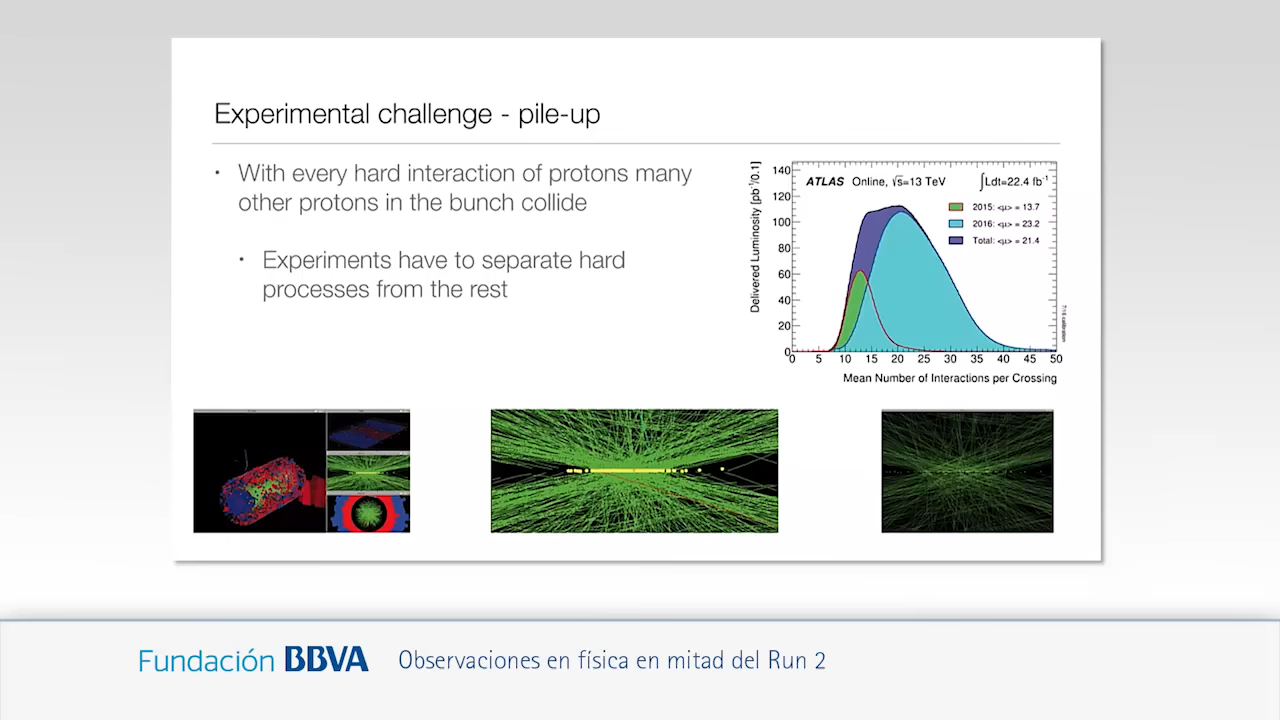 Experimental challenge - pile-up
• With every hard interaction of protons many
other protons in the bunch collide
• Experiments have to separate hard
processes from the rest
Delivered Luminosity [pb⁻¹/0.1]
140
120
100
80
60
40
20
0
ATLAS Online, √s=13 TeV ∫Ldt=22.4 fb⁻¹
2015: <μ> = 13.7
2016: <μ> = 23.2
Total: <μ> = 21.4
7/16 calibration
0 5 10 15 20 25 30 35 40 45 50
Mean Number of Interactions per Crossing
Fundación BBVA Observaciones en física en mitad del Run 2